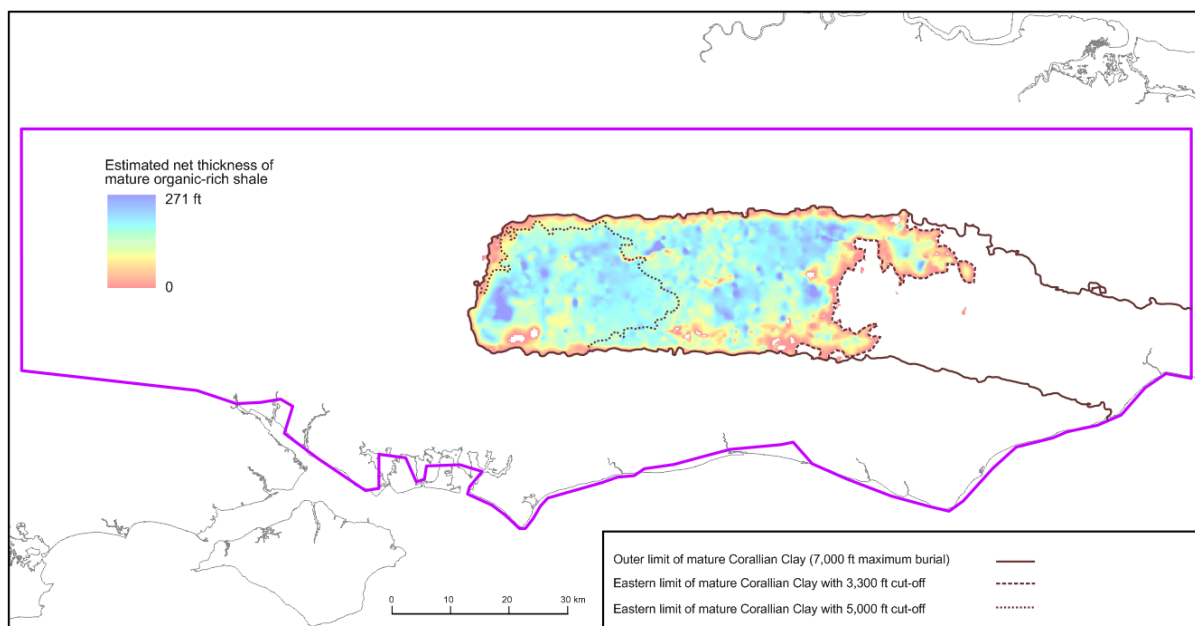 Estimated net thickness of
mature organic-rich shale
271 ft
0
Outer limit of mature Corallian Clay (7,000 ft maximum burial)
Eastern limit of mature Corallian Clay with 3,300 ft cut-off
Eastern limit of mature Corallian Clay with 5,000 ft cut-off
0 10 20 30 km